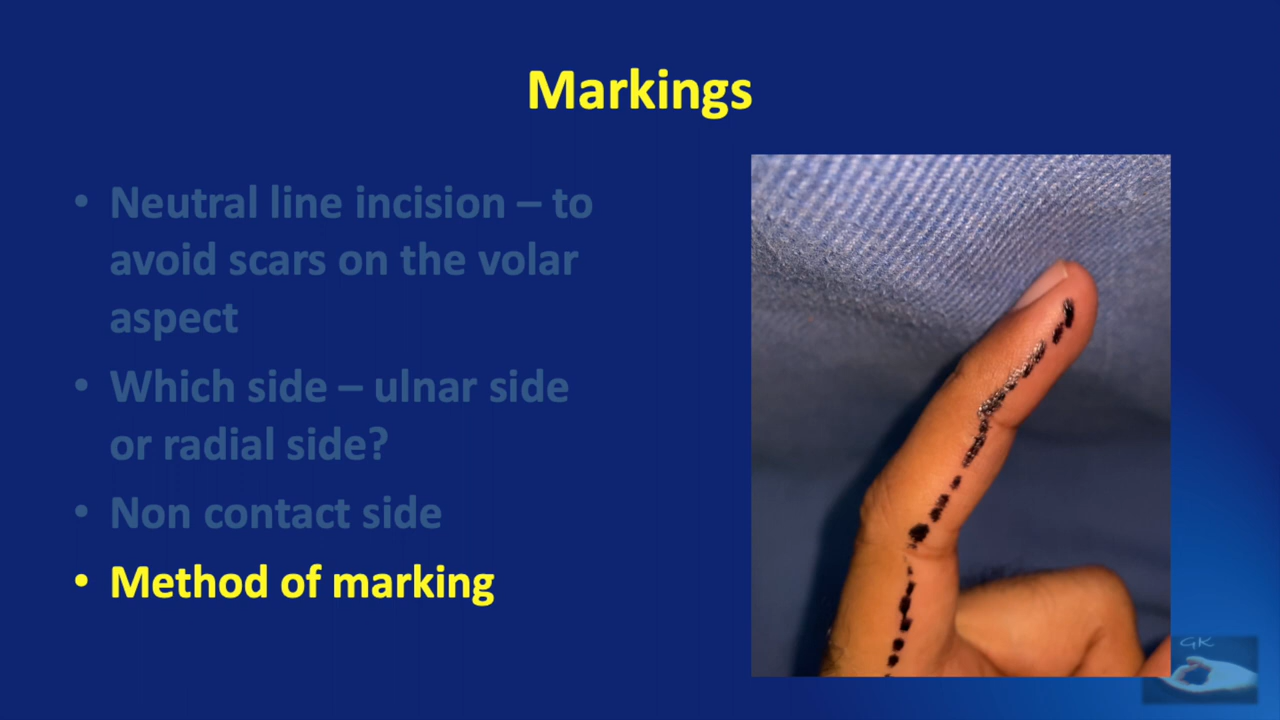 Markings
• Neutral line incision – to
avoid scars on the volar
aspect
• Which side – ulnar side
or radial side?
• Non contact side
• Method of marking
GK